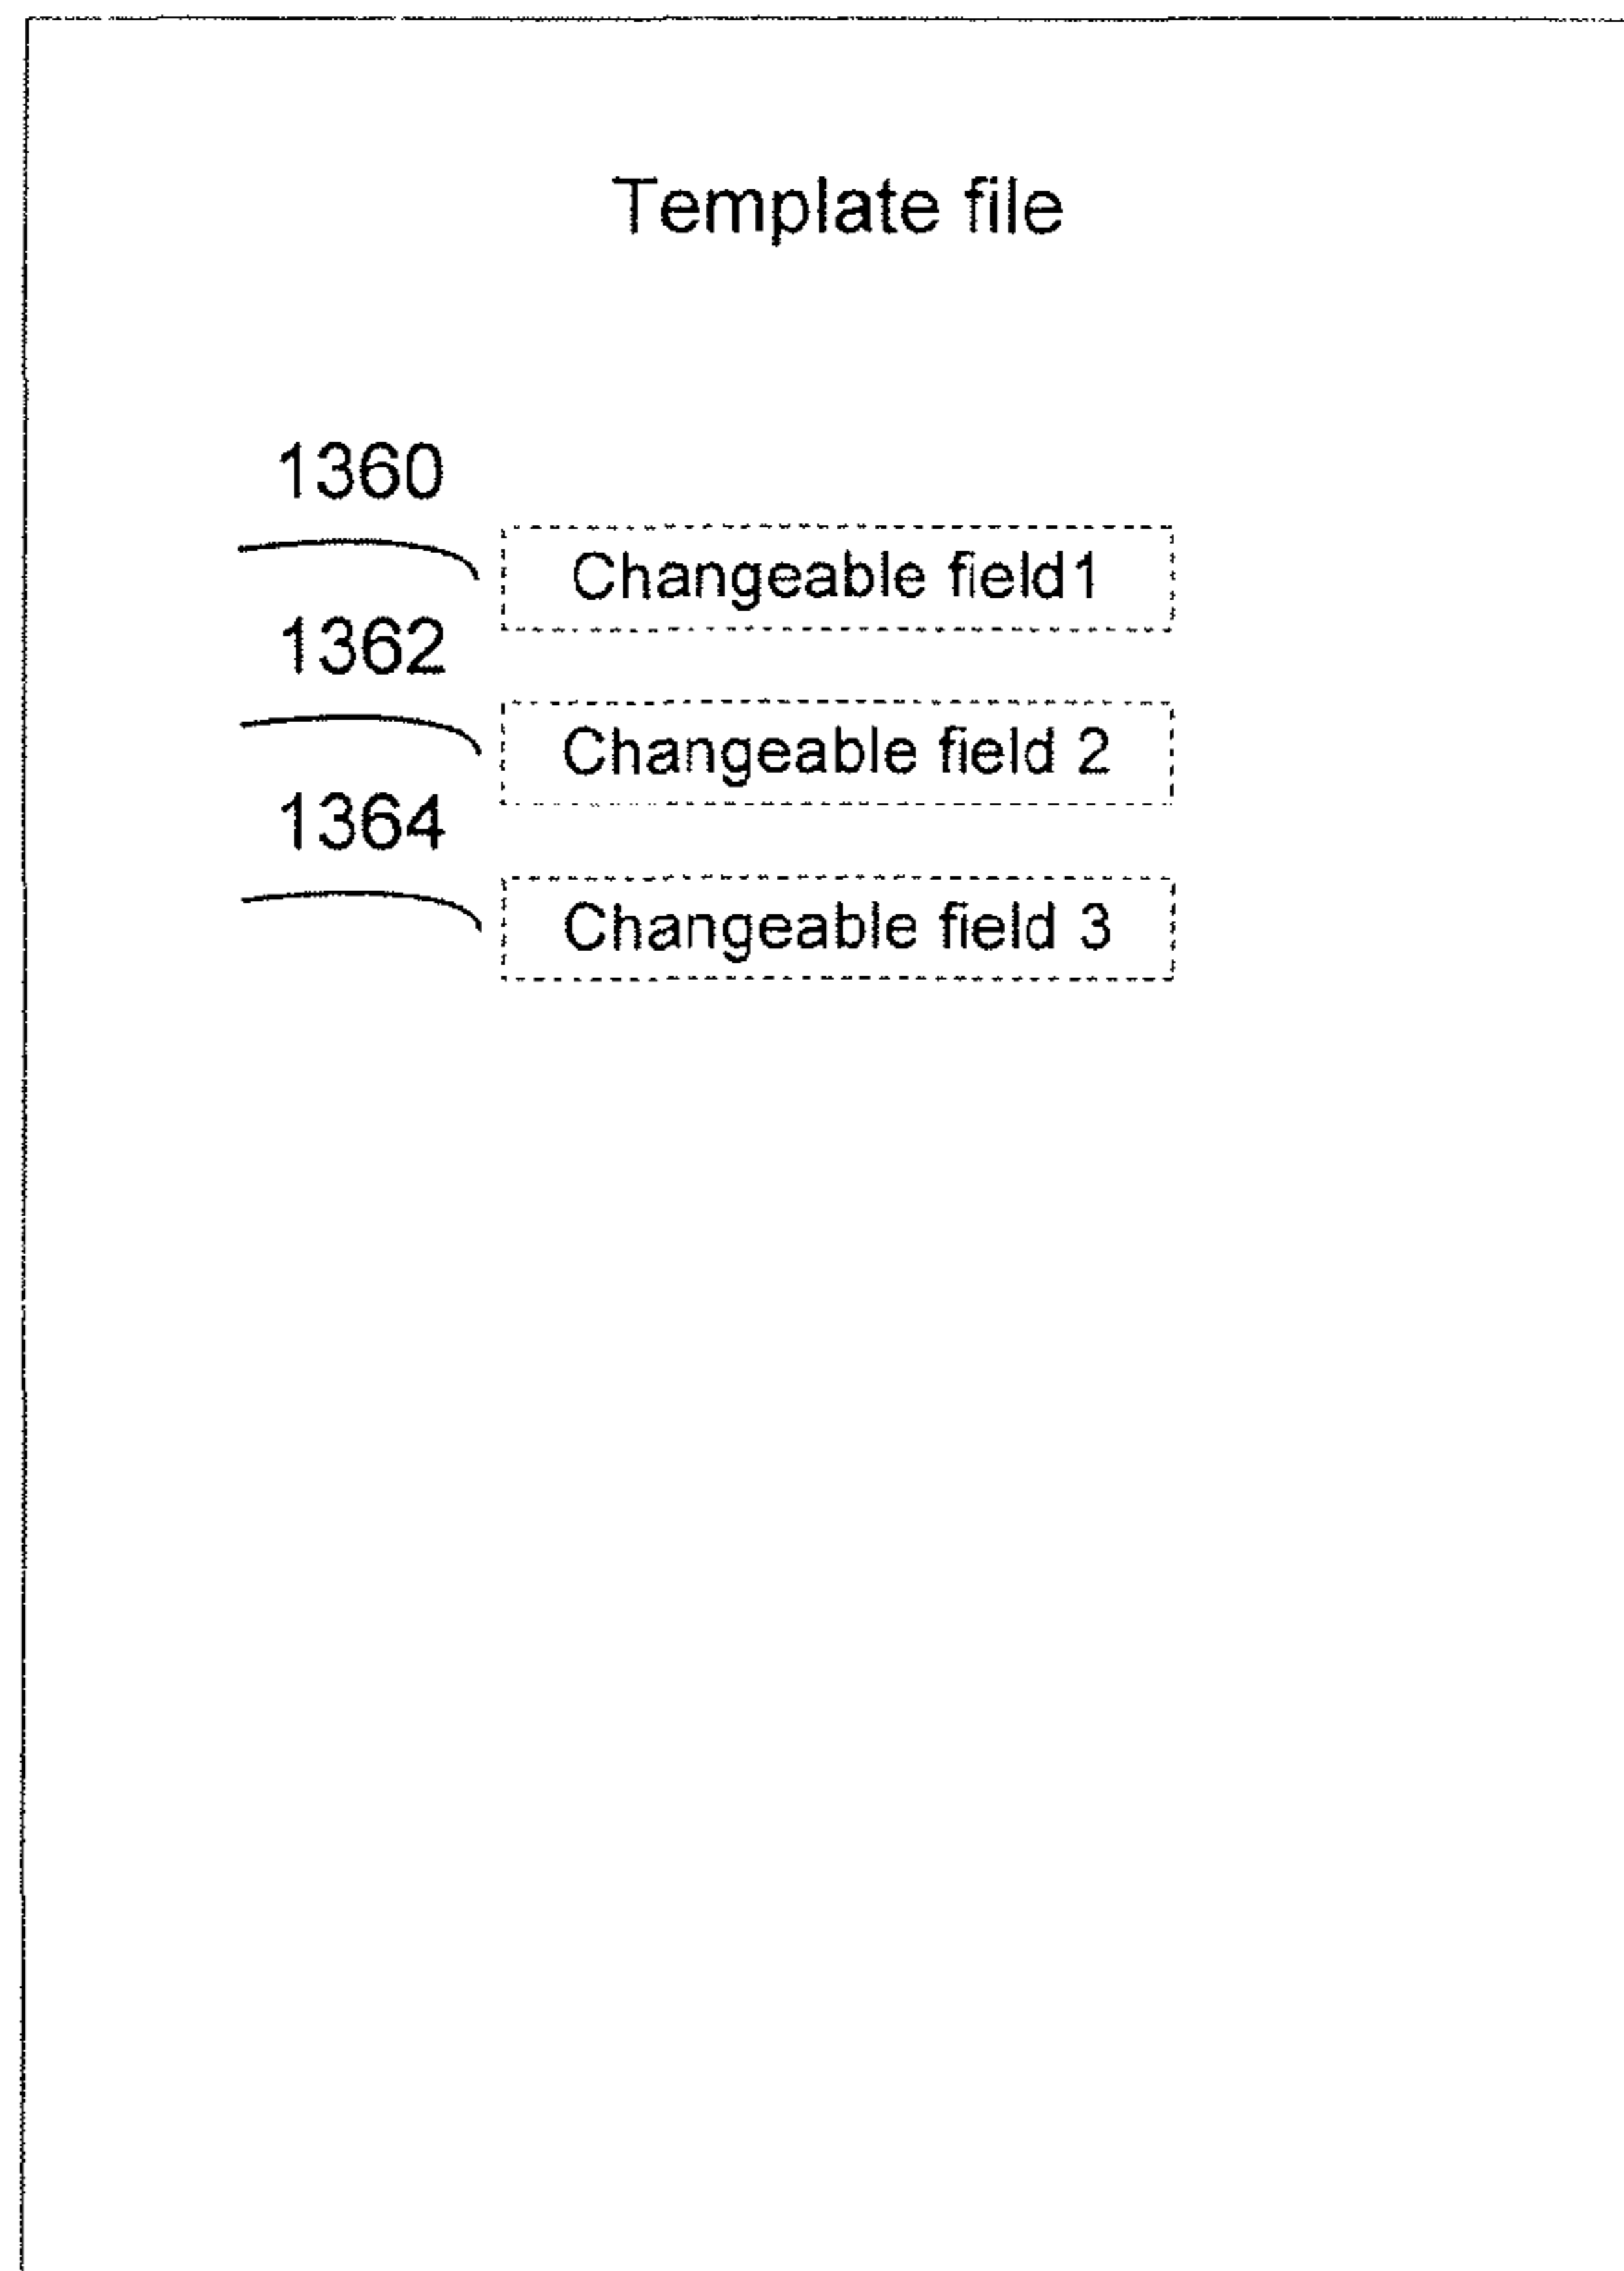 Template file
1360
Changeable field1
1362
Changeable field 2
1364
Changeable field 3